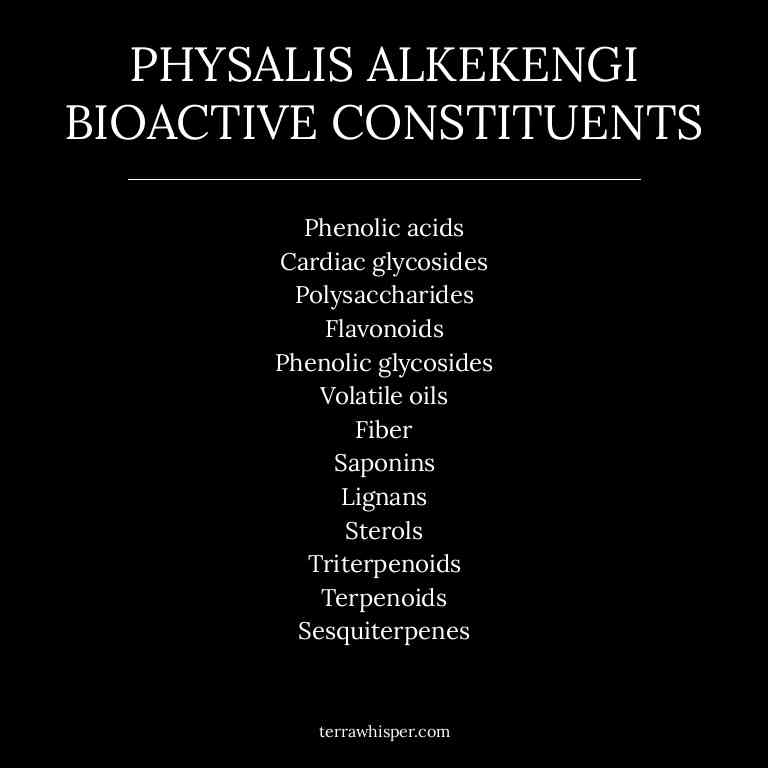 PHYSALIS ALKEKENGI
BIOACTIVE CONSTITUENTS
Phenolic acids
Cardiac glycosides
Polysaccharides
Flavonoids
Phenolic glycosides
Volatile oils
Fiber
Saponins
Lignans
Sterols
Triterpenoids
Terpenoids
Sesquiterpenes
terrawhisper.com